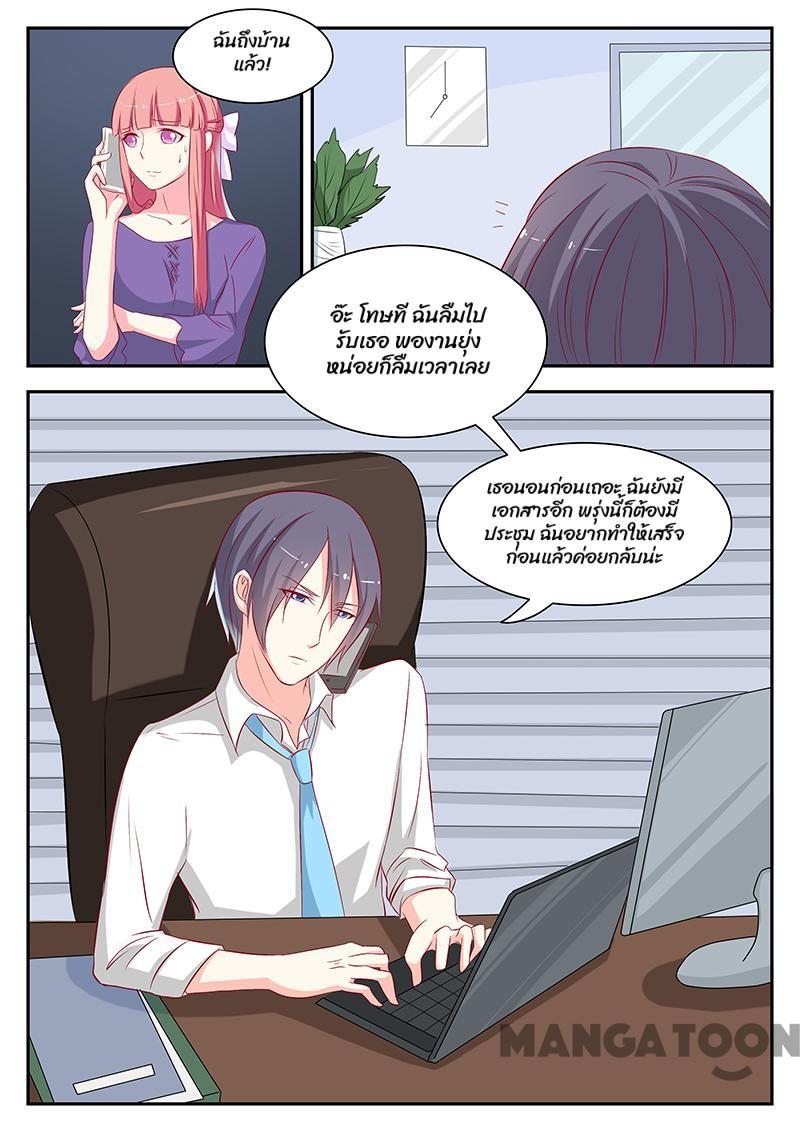 ฉันถึงบ้าน
แล้ว!
อ๊ะ โทษที ฉันลืมไป
รับเธอ พองานยุ่ง
หน่อยก็ลืมเวลาเลย
เธอนอนก่อนเถอะ ฉันยังมี
เอกสารอีก พรุ่งนี้ก็ต้องมี
ประชุม ฉันอยากทำให้เสร็จ
ก่อนแล้วค่อยกลับน่ะ
MANGATOON